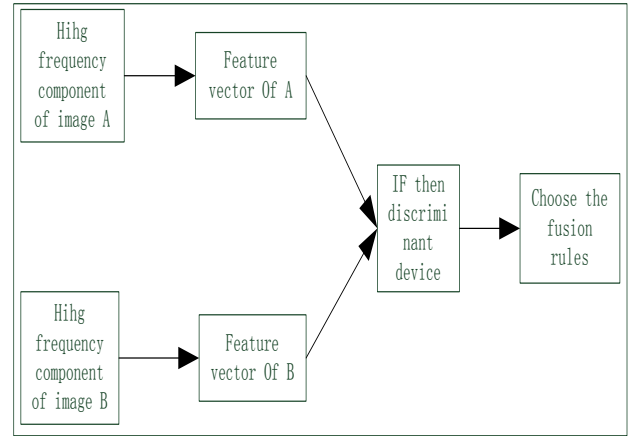 Hihg
frequency
component
of image A
Feature
vector Of A
IF then
discrimi
nant
device
Choose the
fusion
rules
Hihg
frequency
component
of image B
Feature
vector Of B